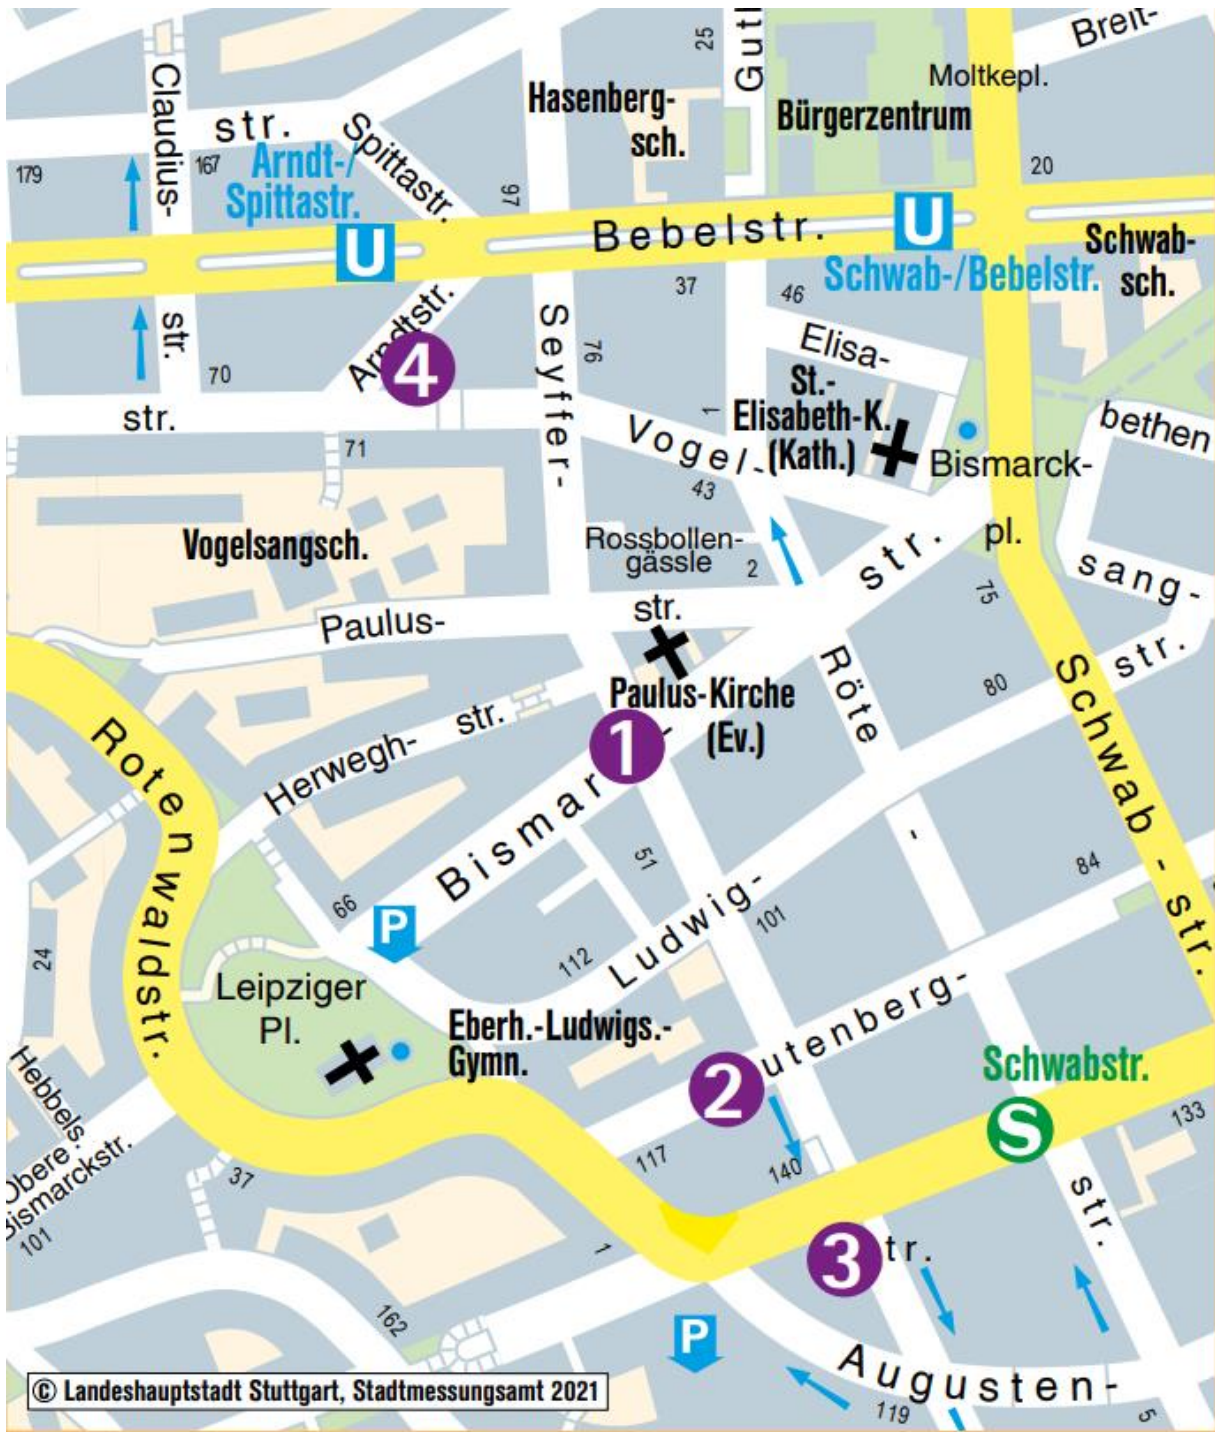 Breit-
25
Gutl
Moltkepl.
Claudius-
str.
Spittastr.
Hasenberg-
sch.
Bürgerzentrum
179
167
Arndt-/
Spittastr.
76
20
U
Bebelstr.
U
Schwab-/Bebelstr.
Schwab-
sch.
37
46
Arndtstr.
str.
Seyffer-
76
Elisa-
70
4
St.-
Elisabeth-K.
(Kath.)
1
bethen
str.
71
Vogel-
43
Bismarck-
pl.
Vogelsangsch.
Rossbollen-
gässle
2
str.
sang-
75
Paulus-
str.
Röte
str.
80
Paulus-Kirche
(Ev.)
1
Rotenwaldstr.
Herwegh-
str.
Schwab-str.
Bismar
-
51
84
66
P
Ludwig-
101
24
112
Leipziger
Pl.
Eberh.-Ludwigs.-
Gymn.
utenberg-
2
Schwabstr.
S
Hebbels.
Obere
Bismarckstr.
101
37
117
140
133
str.
1
3
tr.
162
P
Augusten-
119
5
© Landeshauptstadt Stuttgart, Stadtmessungsamt 2021